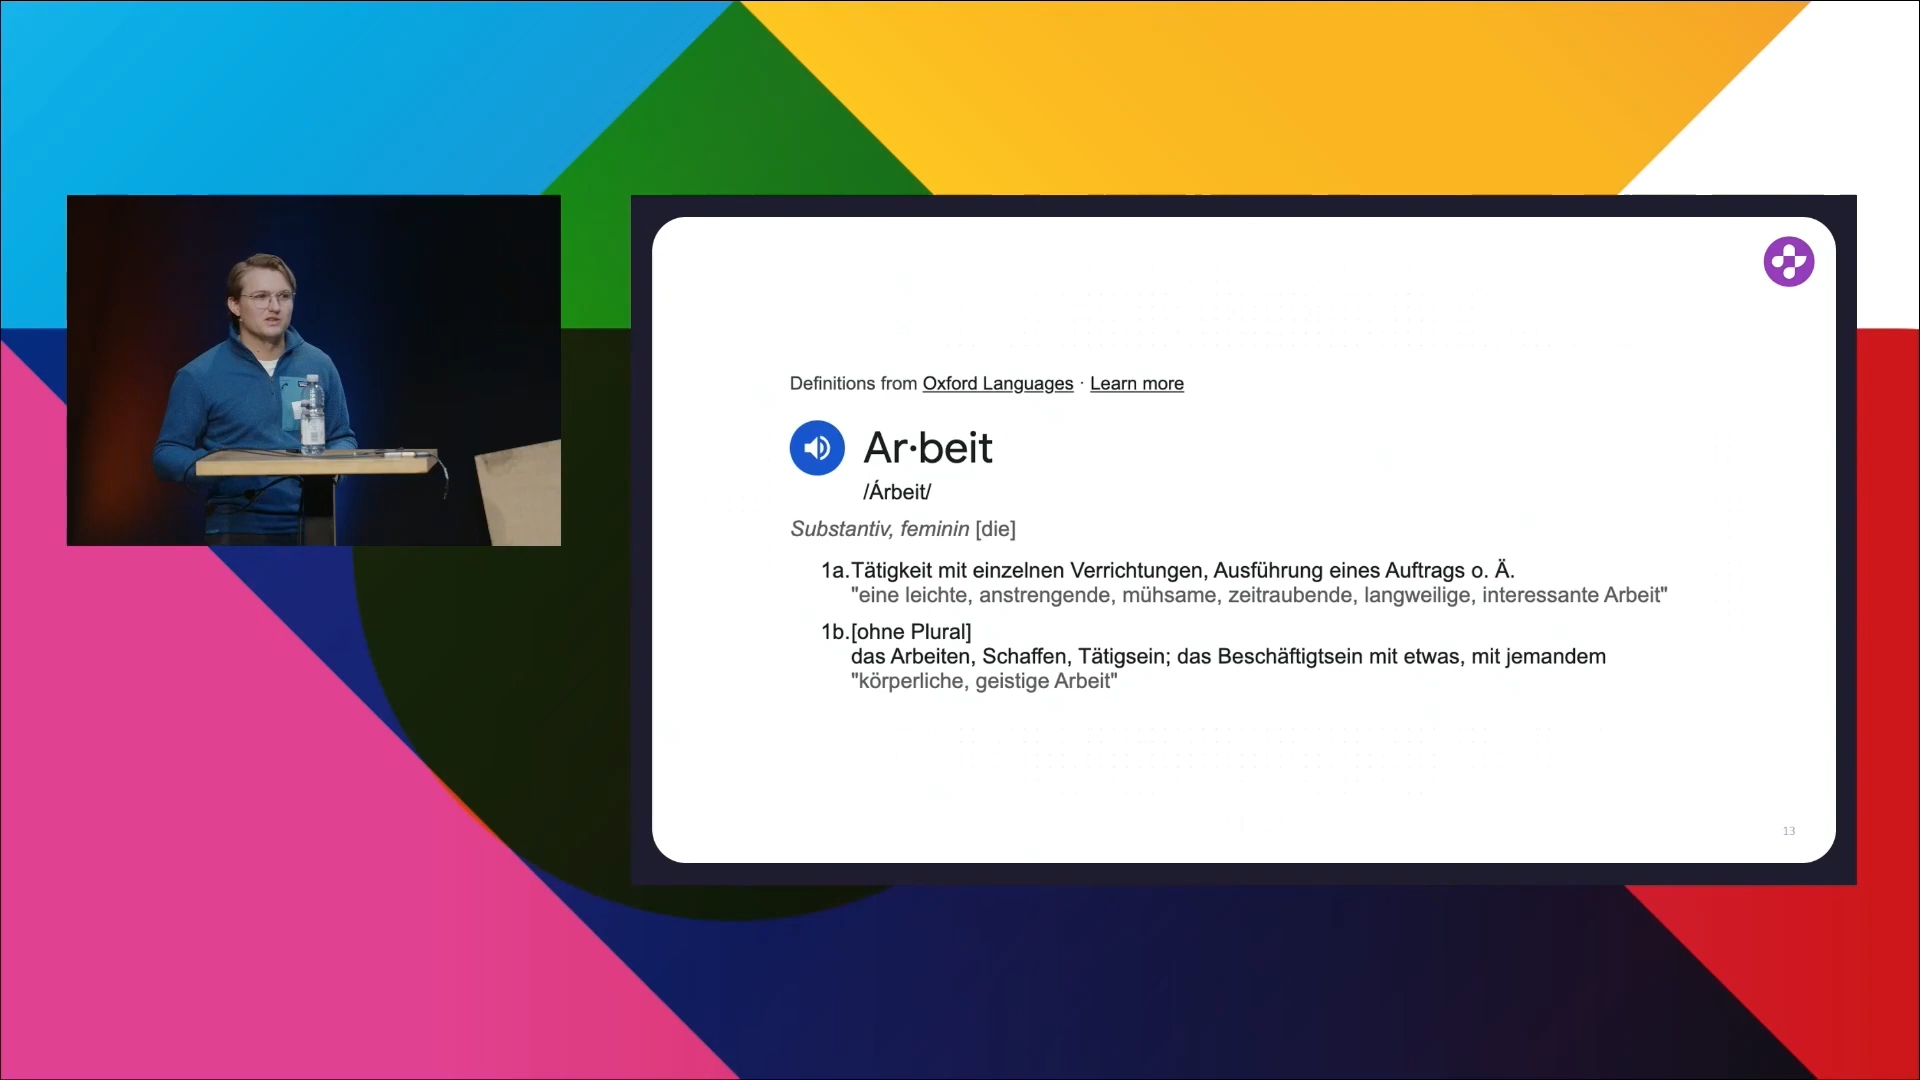 Definitions from Oxford Languages · Learn more
Ar·beit
/Árbeit/
Substantiv, feminin [die]
1a. Tätigkeit mit einzelnen Verrichtungen, Ausführung eines Auftrags o. Ä.
"eine leichte, anstrengende, mühsame, zeitraubende, langweilige, interessante Arbeit"
1b. [ohne Plural]
das Arbeiten, Schaffen, Tätigsein; das Beschäftigtsein mit etwas, mit jemandem
"körperliche, geistige Arbeit"
13